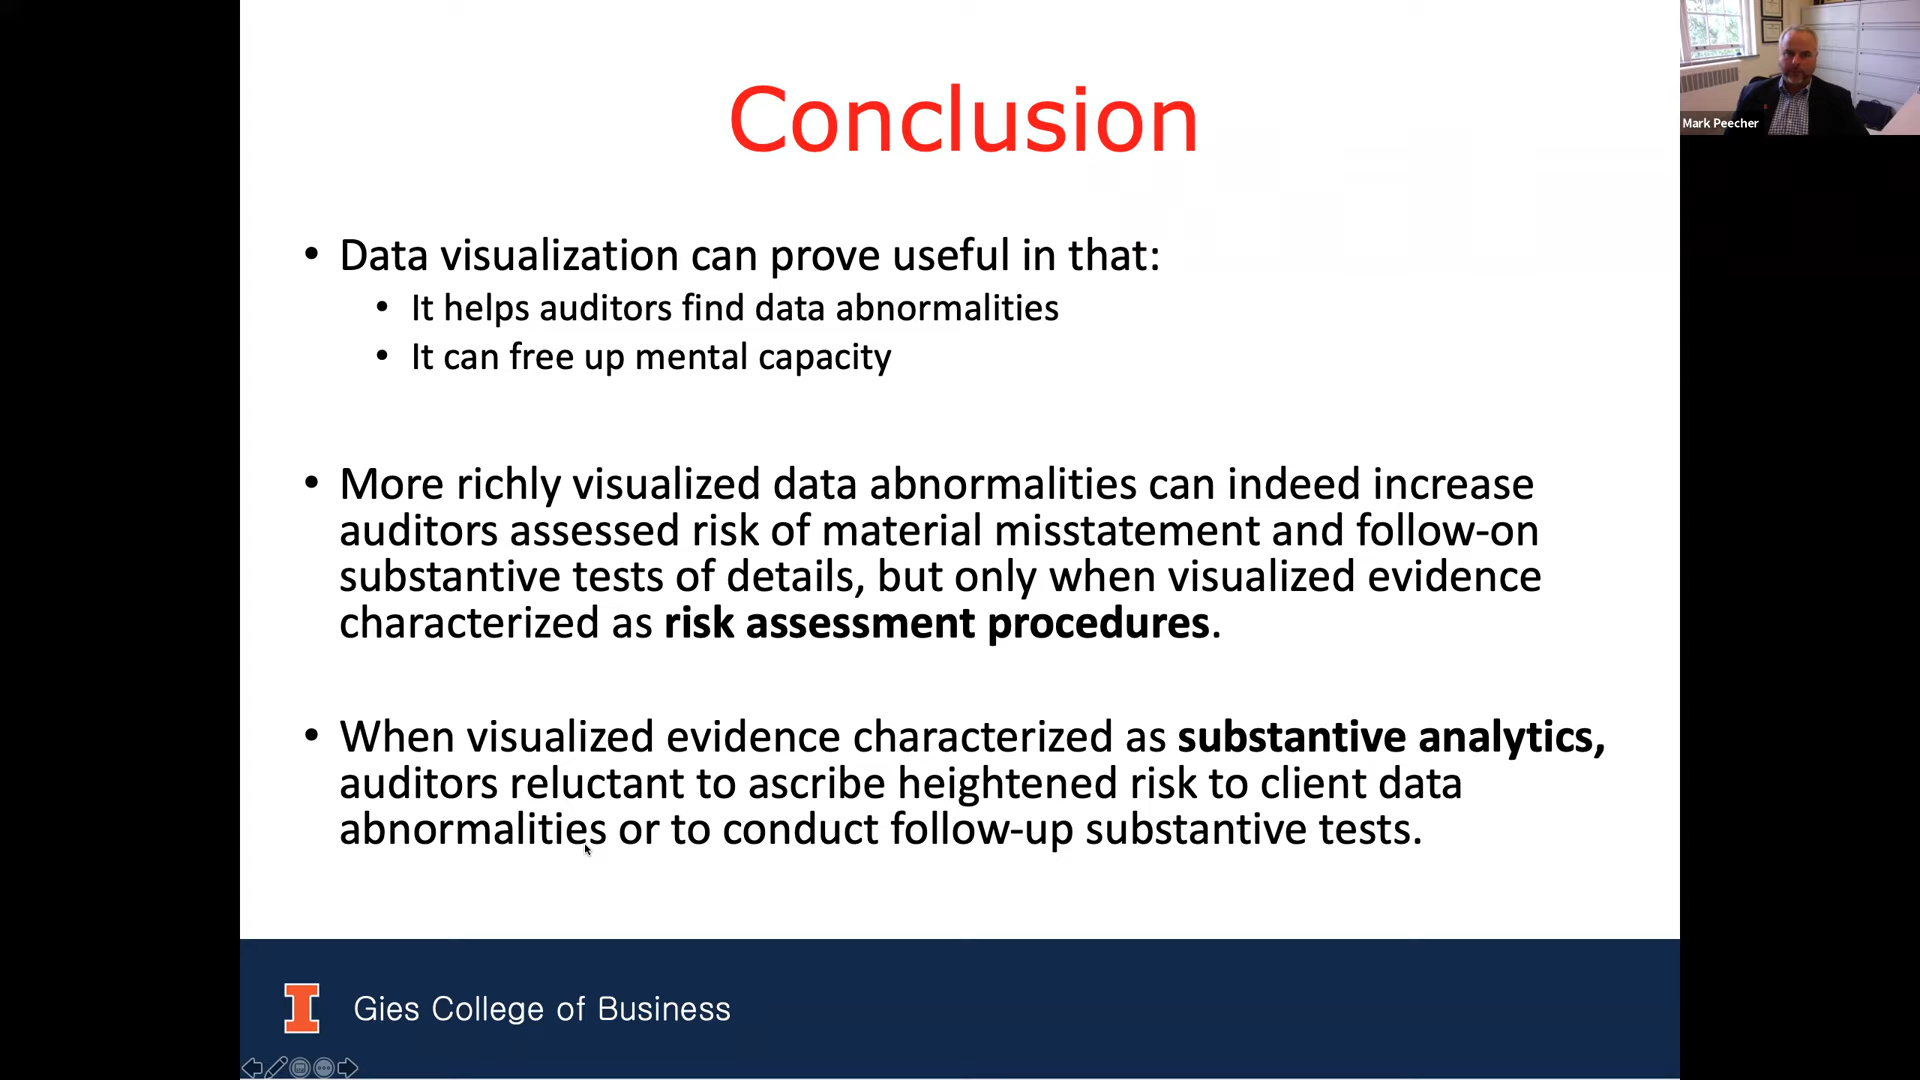 Conclusion
Mark Peecher
• Data visualization can prove useful in that:
• It helps auditors find data abnormalities
• It can free up mental capacity
• More richly visualized data abnormalities can indeed increase
auditors assessed risk of material misstatement and follow-on
substantive tests of details, but only when visualized evidence
characterized as risk assessment procedures.
• When visualized evidence characterized as substantive analytics,
auditors reluctant to ascribe heightened risk to client data
abnormalities or to conduct follow-up substantive tests.
I Gies College of Business